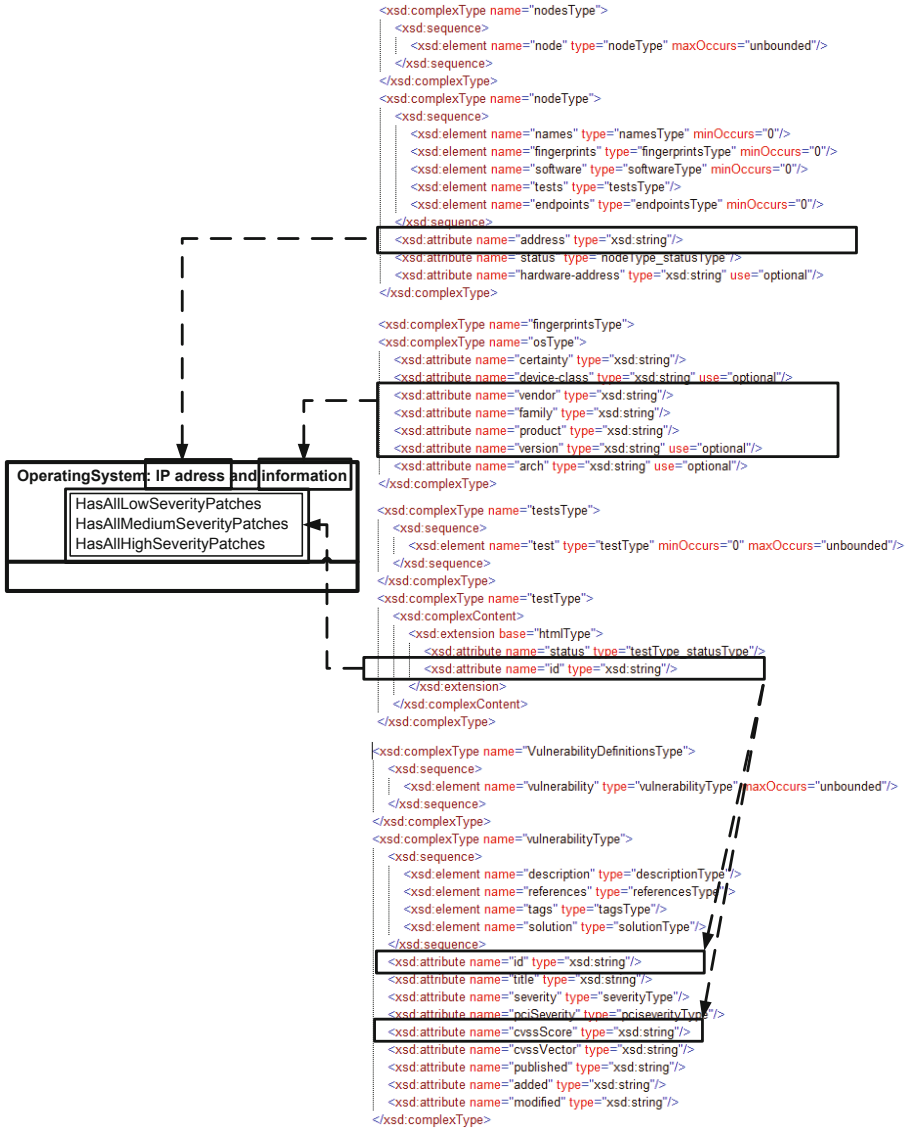 <xsd:complexType name="nodesType">
<xsd:sequence>
<xsd:element name="node" type="nodeType" maxOccurs="unbounded"/>
</xsd:sequence>
</xsd:complexType>
<xsd:complexType name="nodeType">
<xsd:sequence>
<xsd:element name="names" type="namesType" minOccurs="0"/>
<xsd:element name="fingerprints" type="fingerprintsType" minOccurs="0"/>
<xsd:element name="software" type="softwareType" minOccurs="0"/>
<xsd:element name="tests" type="testsType"/>
<xsd:element name="endpoints" type="endpointsType" minOccurs="0"/>
</xsd:sequence>
<xsd:attribute name="address" type="xsd:string"/>
<xsd:attribute name="status" type="nodeType_statusType"/>
<xsd:attribute name="hardware-address" type="xsd:string" use="optional"/>
</xsd:complexType>
<xsd:complexType name="fingerprintsType">
<xsd:complexType name="osType">
<xsd:attribute name="certainty" type="xsd:string"/>
<xsd:attribute name="device-class" type="xsd:string" use="optional"/>
<xsd:attribute name="vendor" type="xsd:string"/>
<xsd:attribute name="family" type="xsd:string"/>
<xsd:attribute name="product" type="xsd:string"/>
<xsd:attribute name="version" type="xsd:string" use="optional"/>
<xsd:attribute name="arch" type="xsd:string" use="optional"/>
</xsd:complexType>
OperatingSystem: IP adress and information
HasAllLowSeverityPatches
HasAllMediumSeverityPatches
HasAllHighSeverityPatches
<xsd:complexType name="testsType">
<xsd:sequence>
<xsd:element name="test" type="testType" minOccurs="0" maxOccurs="unbounded"/>
</xsd:sequence>
</xsd:complexType>
<xsd:complexType name="testType">
<xsd:complexContent>
<xsd:extension base="htmlType">
<xsd:attribute name="status" type="testType_statusType"/>
<xsd:attribute name="id" type="xsd:string"/>
</xsd:extension>
</xsd:complexContent>
</xsd:complexType>
<xsd:complexType name="VulnerabilityDefinitionsType">
<xsd:sequence>
<xsd:element name="vulnerability" type="vulnerabilityType" maxOccurs="unbounded"/>
</xsd:sequence>
</xsd:complexType>
<xsd:complexType name="vulnerabilityType">
<xsd:sequence>
<xsd:element name="description" type="descriptionType"/>
<xsd:element name="references" type="referencesType"/>
<xsd:element name="tags" type="tagsType"/>
<xsd:element name="solution" type="solutionType"/>
</xsd:sequence>
<xsd:attribute name="id" type="xsd:string"/>
<xsd:attribute name="title" type="xsd:string"/>
<xsd:attribute name="severity" type="severityType"/>
<xsd:attribute name="pciSeverity" type="pciseverityType"/>
<xsd:attribute name="cvssScore" type="xsd:string"/>
<xsd:attribute name="cvssVector" type="xsd:string"/>
<xsd:attribute name="published" type="xsd:string"/>
<xsd:attribute name="added" type="xsd:string"/>
<xsd:attribute name="modified" type="xsd:string"/>
</xsd:complexType>